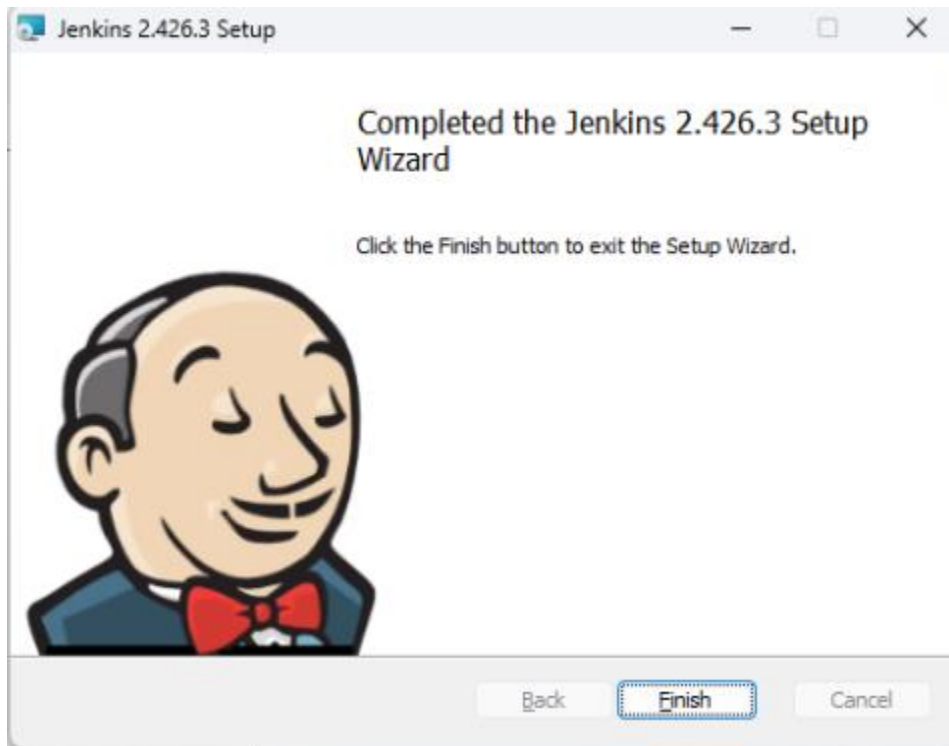 Jenkins 2.426.3 Setup
Completed the Jenkins 2.426.3 Setup
Wizard
Click the Finish button to exit the Setup Wizard.
Back
Finish
Cancel